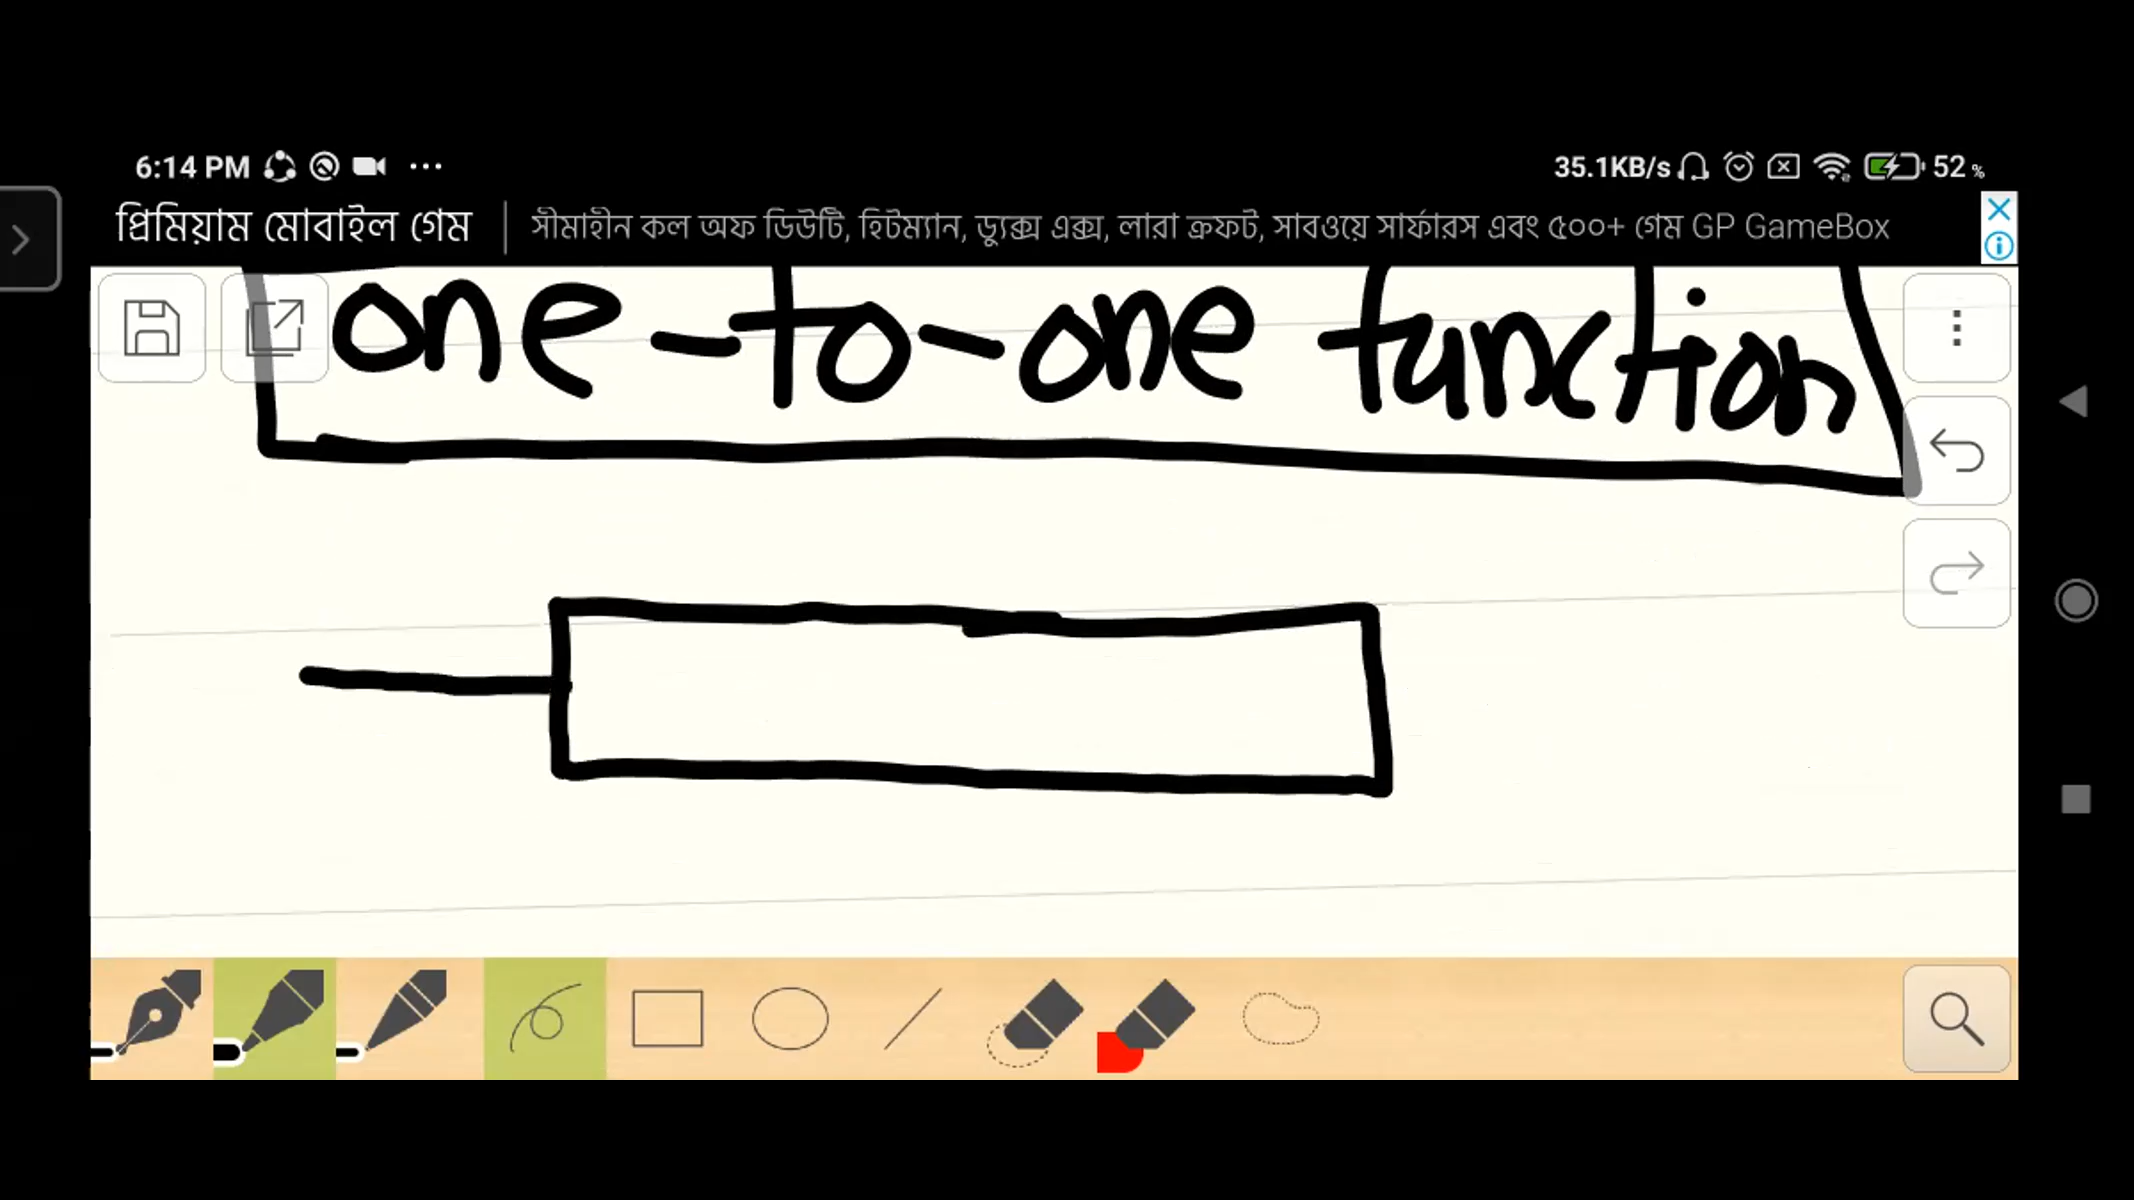 6:14 PM ... 35.1KB/s 52 %
প্রিমিয়াম মোবাইল গেম | সীমাহীন কল অফ ডিউটি, হিটম্যান, ড্যুক্স এক্স, লারা ক্রফট, সাবওয়ে সার্ফারস এবং ৫০০+ গেম GP GameBox
one-to-one function